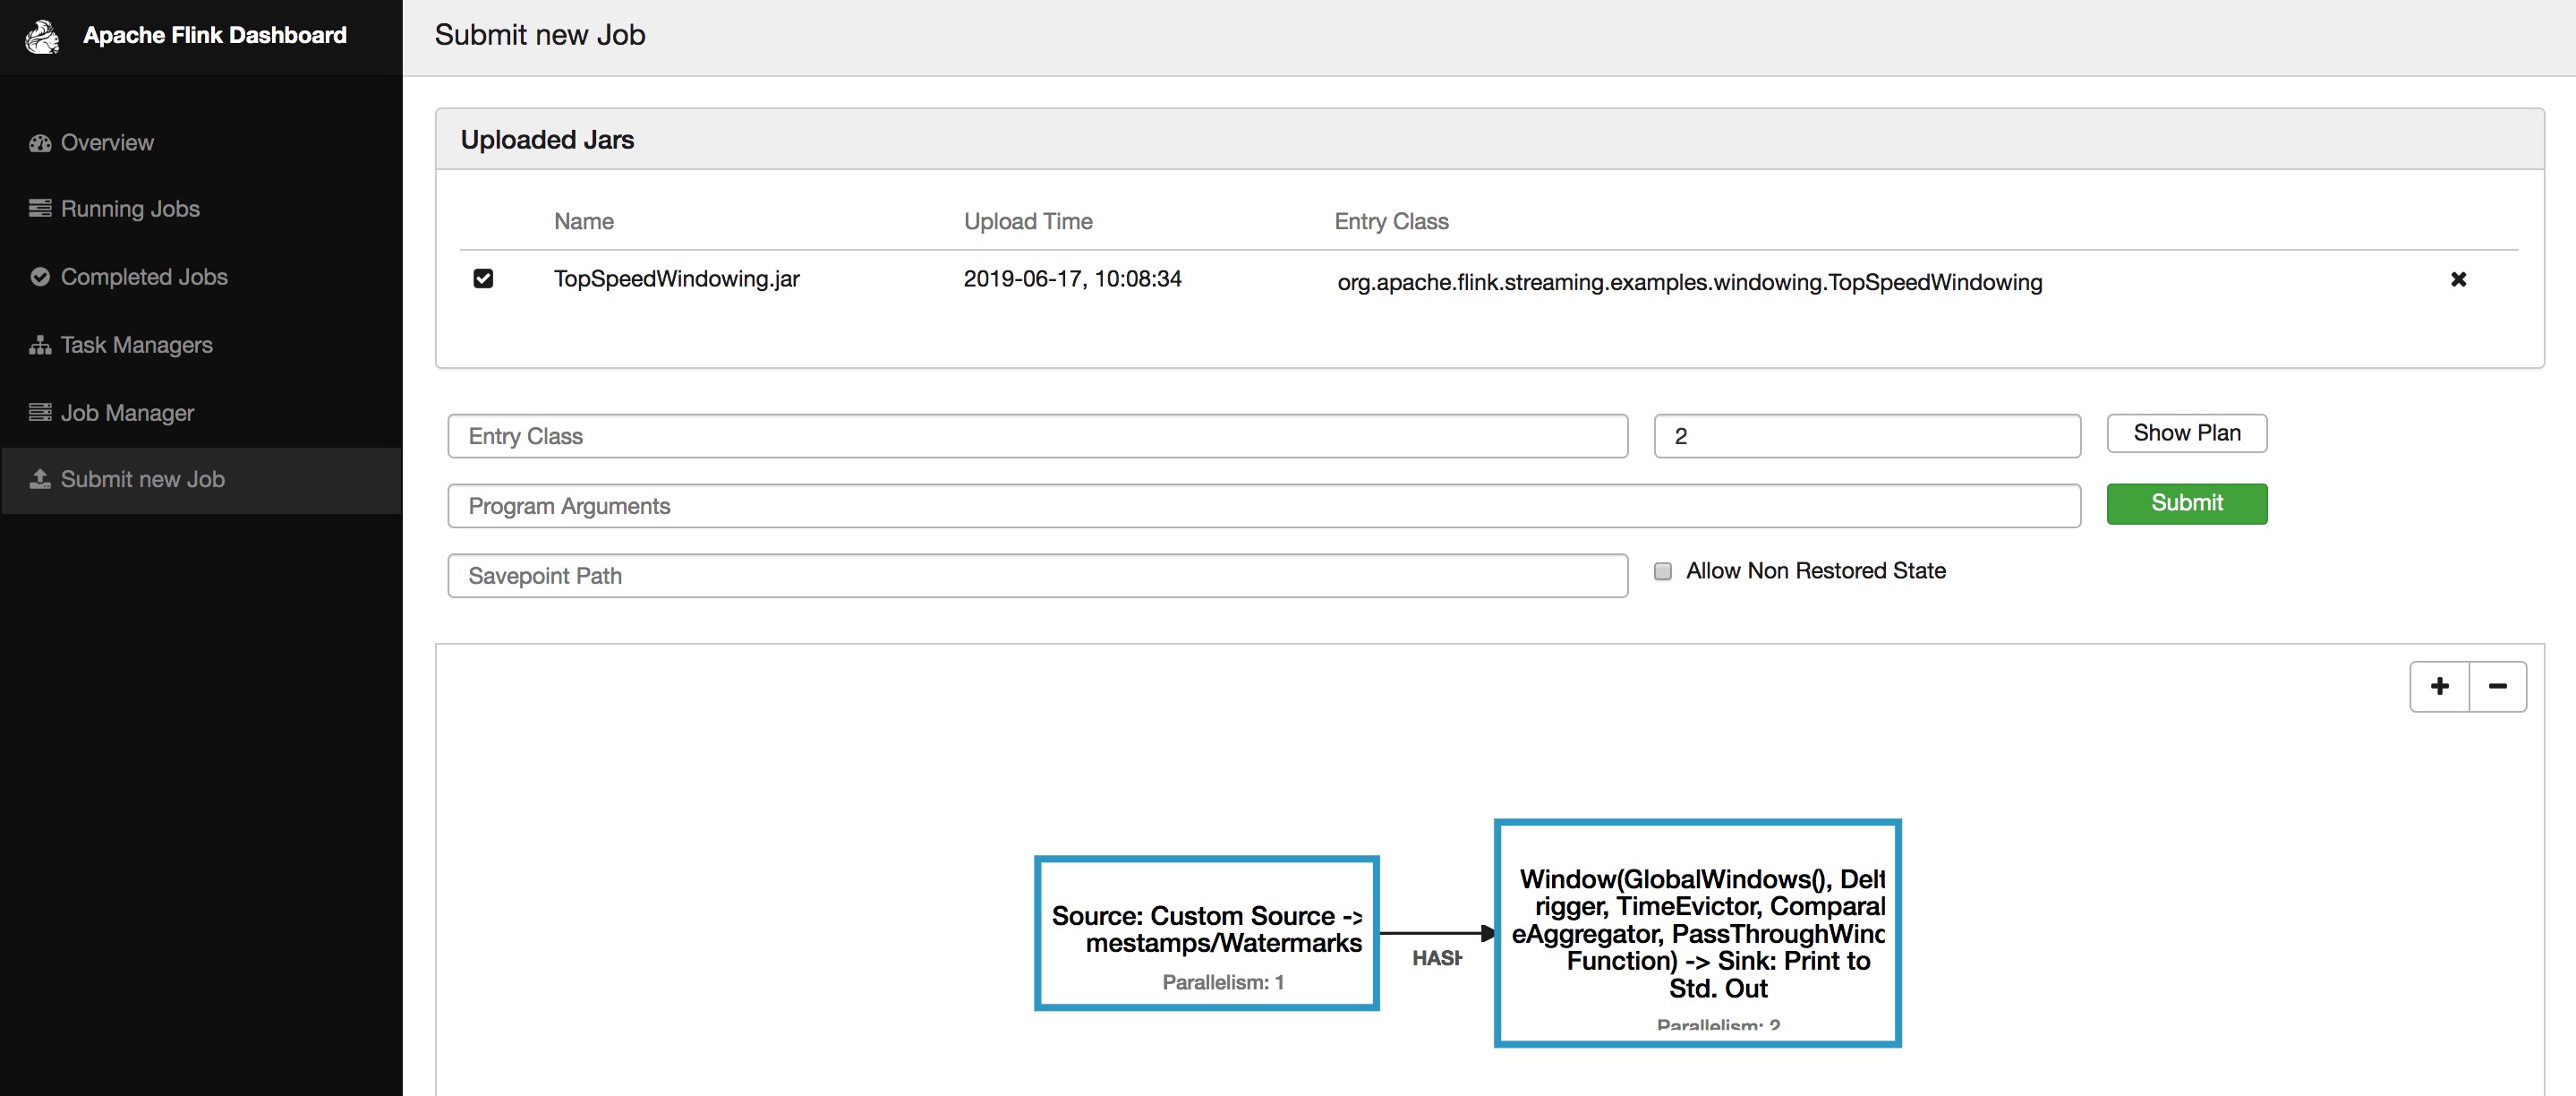 Apache Flink Dashboard
Submit new Job
Overview
Running Jobs
Completed Jobs
Task Managers
Job Manager
Submit new Job
Uploaded Jars
Name Upload Time Entry Class
TopSpeedWindowing.jar 2019-06-17, 10:08:34 org.apache.flink.streaming.examples.windowing.TopSpeedWindowing
Entry Class 2 Show Plan
Program Arguments Submit
Savepoint Path Allow Non Restored State
Source: Custom Source ->
mestamps/Watermarks
Parallelism: 1
HASH
Window(GlobalWindows(), Delt
rigger, TimeEvictor, Comparal
eAggregator, PassThroughWind
Function) -> Sink: Print to
Std. Out
Parallelism: 2